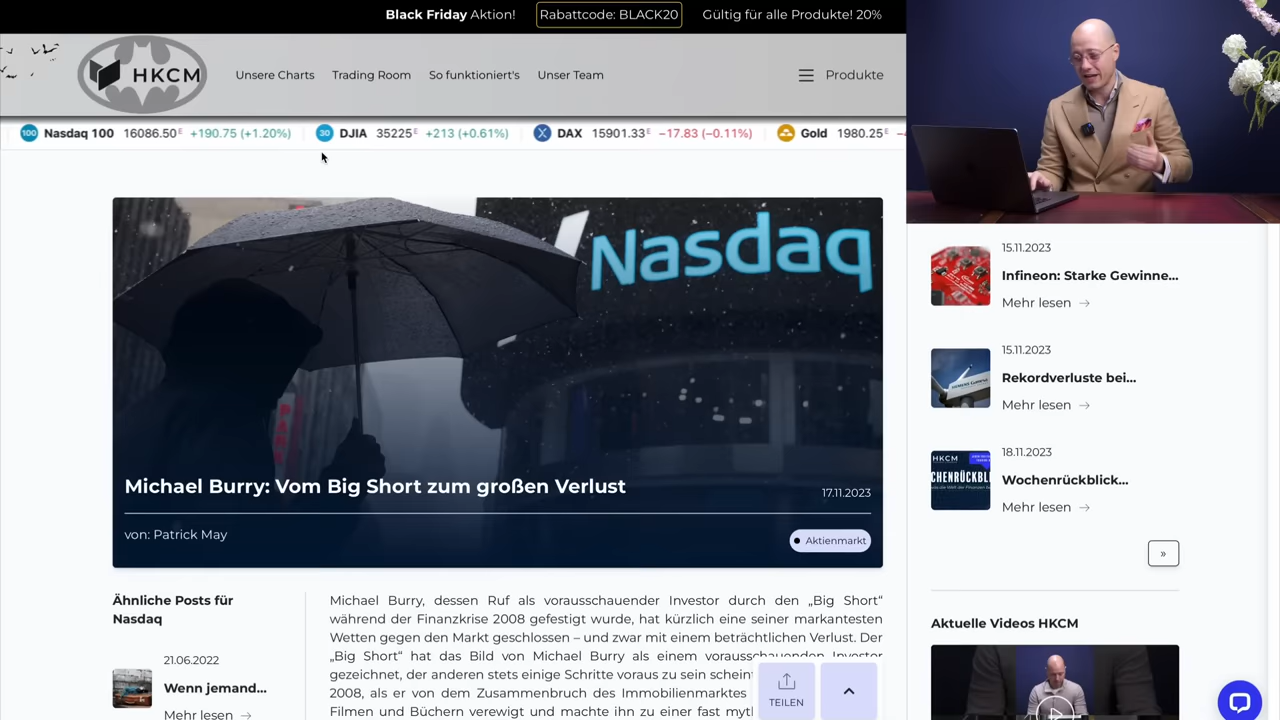 Black Friday Aktion! Rabattcode: BLACK20 Gültig für alle Produkte! 20%
HKCM Unsere Charts Trading Room So funktioniert's Unser Team Produkte
100 Nasdaq 100 16086.50 E +190.75 (+1.20%) 30 DJIA 35225 E +213 (+0.61%) DAX 15901.33 E −17.83 (−0.11%) Gold 1980.25 E
Nasdaq
Michael Burry: Vom Big Short zum großen Verlust
17.11.2023
von: Patrick May
Aktienmarkt
Ähnliche Posts für
Nasdaq
21.06.2022
Wenn jemand...
Mehr lesen →
Michael Burry, dessen Ruf als vorausschauender Investor durch den „Big Short“
während der Finanzkrise 2008 gefestigt wurde, hat kürzlich eine seiner markantesten
Wetten gegen den Markt geschlossen – und zwar mit einem beträchtlichen Verlust. Der
„Big Short“ hat das Bild von Michael Burry als einem vorausschauenden Investor
gezeichnet, der anderen stets einige Schritte voraus zu sein schein
2008, als er von dem Zusammenbruch des Immobilienmarktes
Filmen und Büchern verewigt und machte ihn zu einer fast
TEILEN
15.11.2023
Infineon: Starke Gewinne...
Mehr lesen →
15.11.2023
Rekordverluste bei...
Mehr lesen →
HKCM
18.11.2023
Wochenrückblick...
Mehr lesen →
»
Aktuelle Videos HKCM